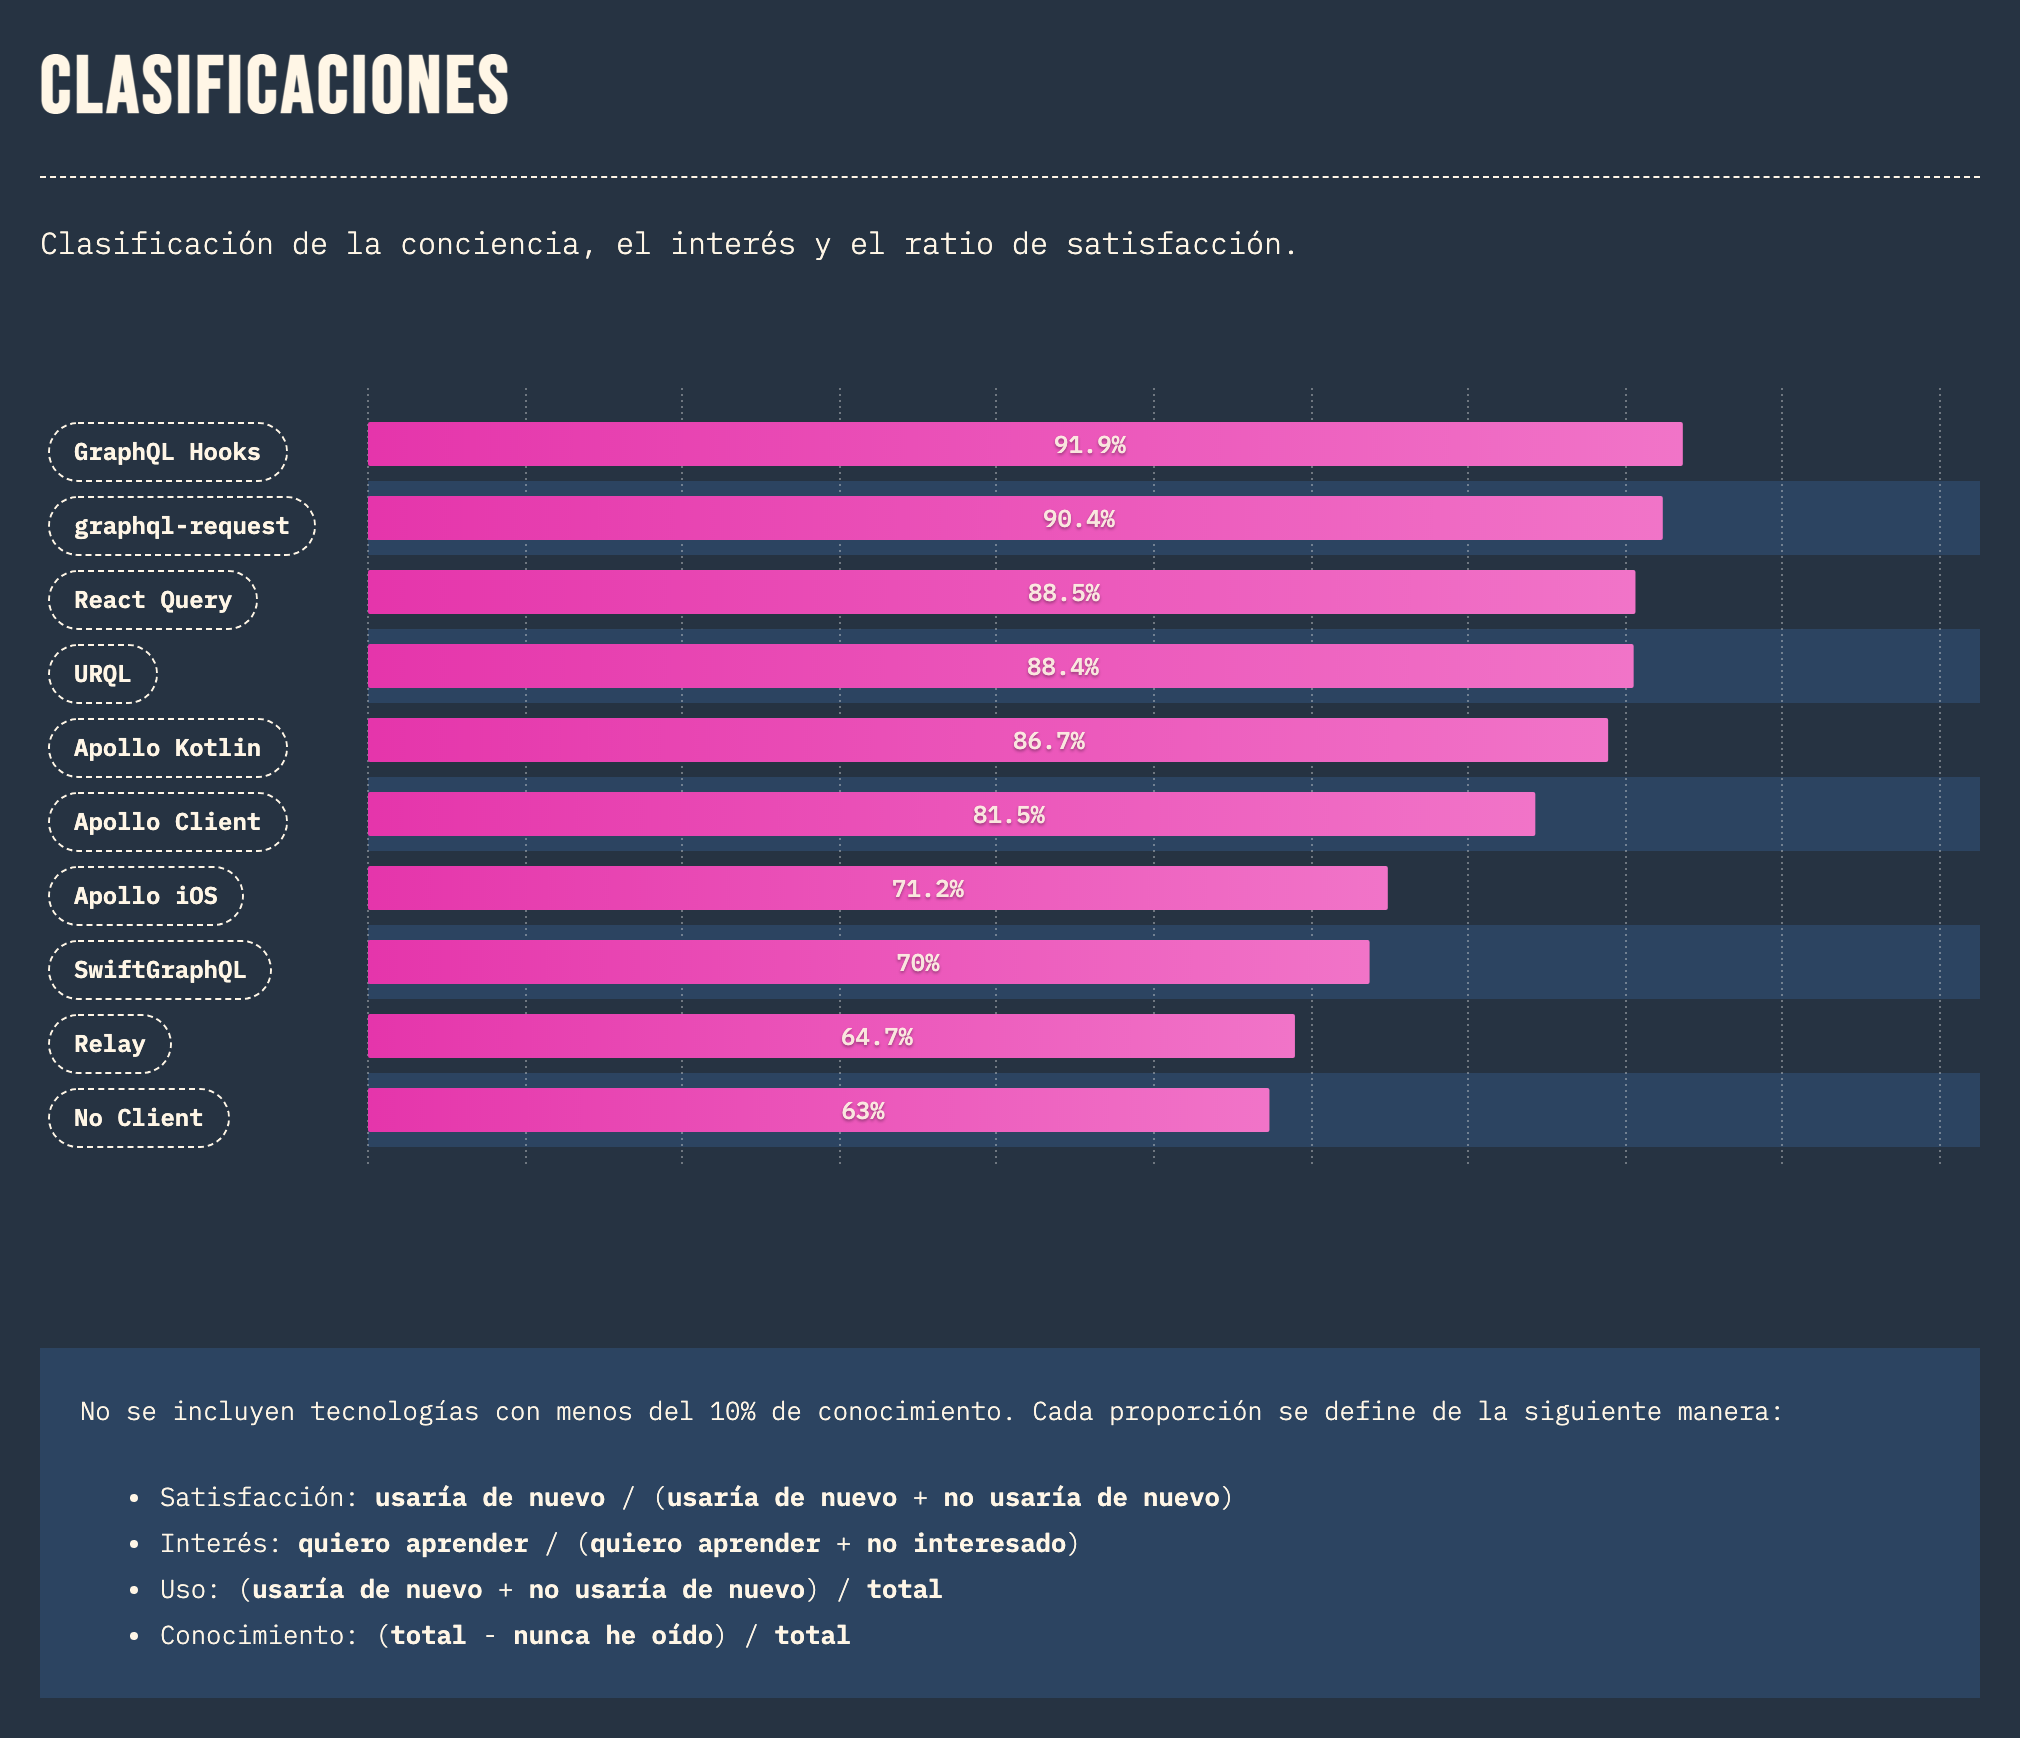 CLASIFICACIONES
Clasificación de la conciencia, el interés y el ratio de satisfacción.
GraphQL Hooks 91.9%
graphql-request 90.4%
React Query 88.5%
URQL 88.4%
Apollo Kotlin 86.7%
Apollo Client 81.5%
Apollo iOS 71.2%
SwiftGraphQL 70%
Relay 64.7%
No Client 63%
No se incluyen tecnologías con menos del 10% de conocimiento. Cada proporción se define de la siguiente manera:
• Satisfacción: usaría de nuevo / (usaría de nuevo + no usaría de nuevo)
• Interés: quiero aprender / (quiero aprender + no interesado)
• Uso: (usaría de nuevo + no usaría de nuevo) / total
• Conocimiento: (total - nunca he oído) / total